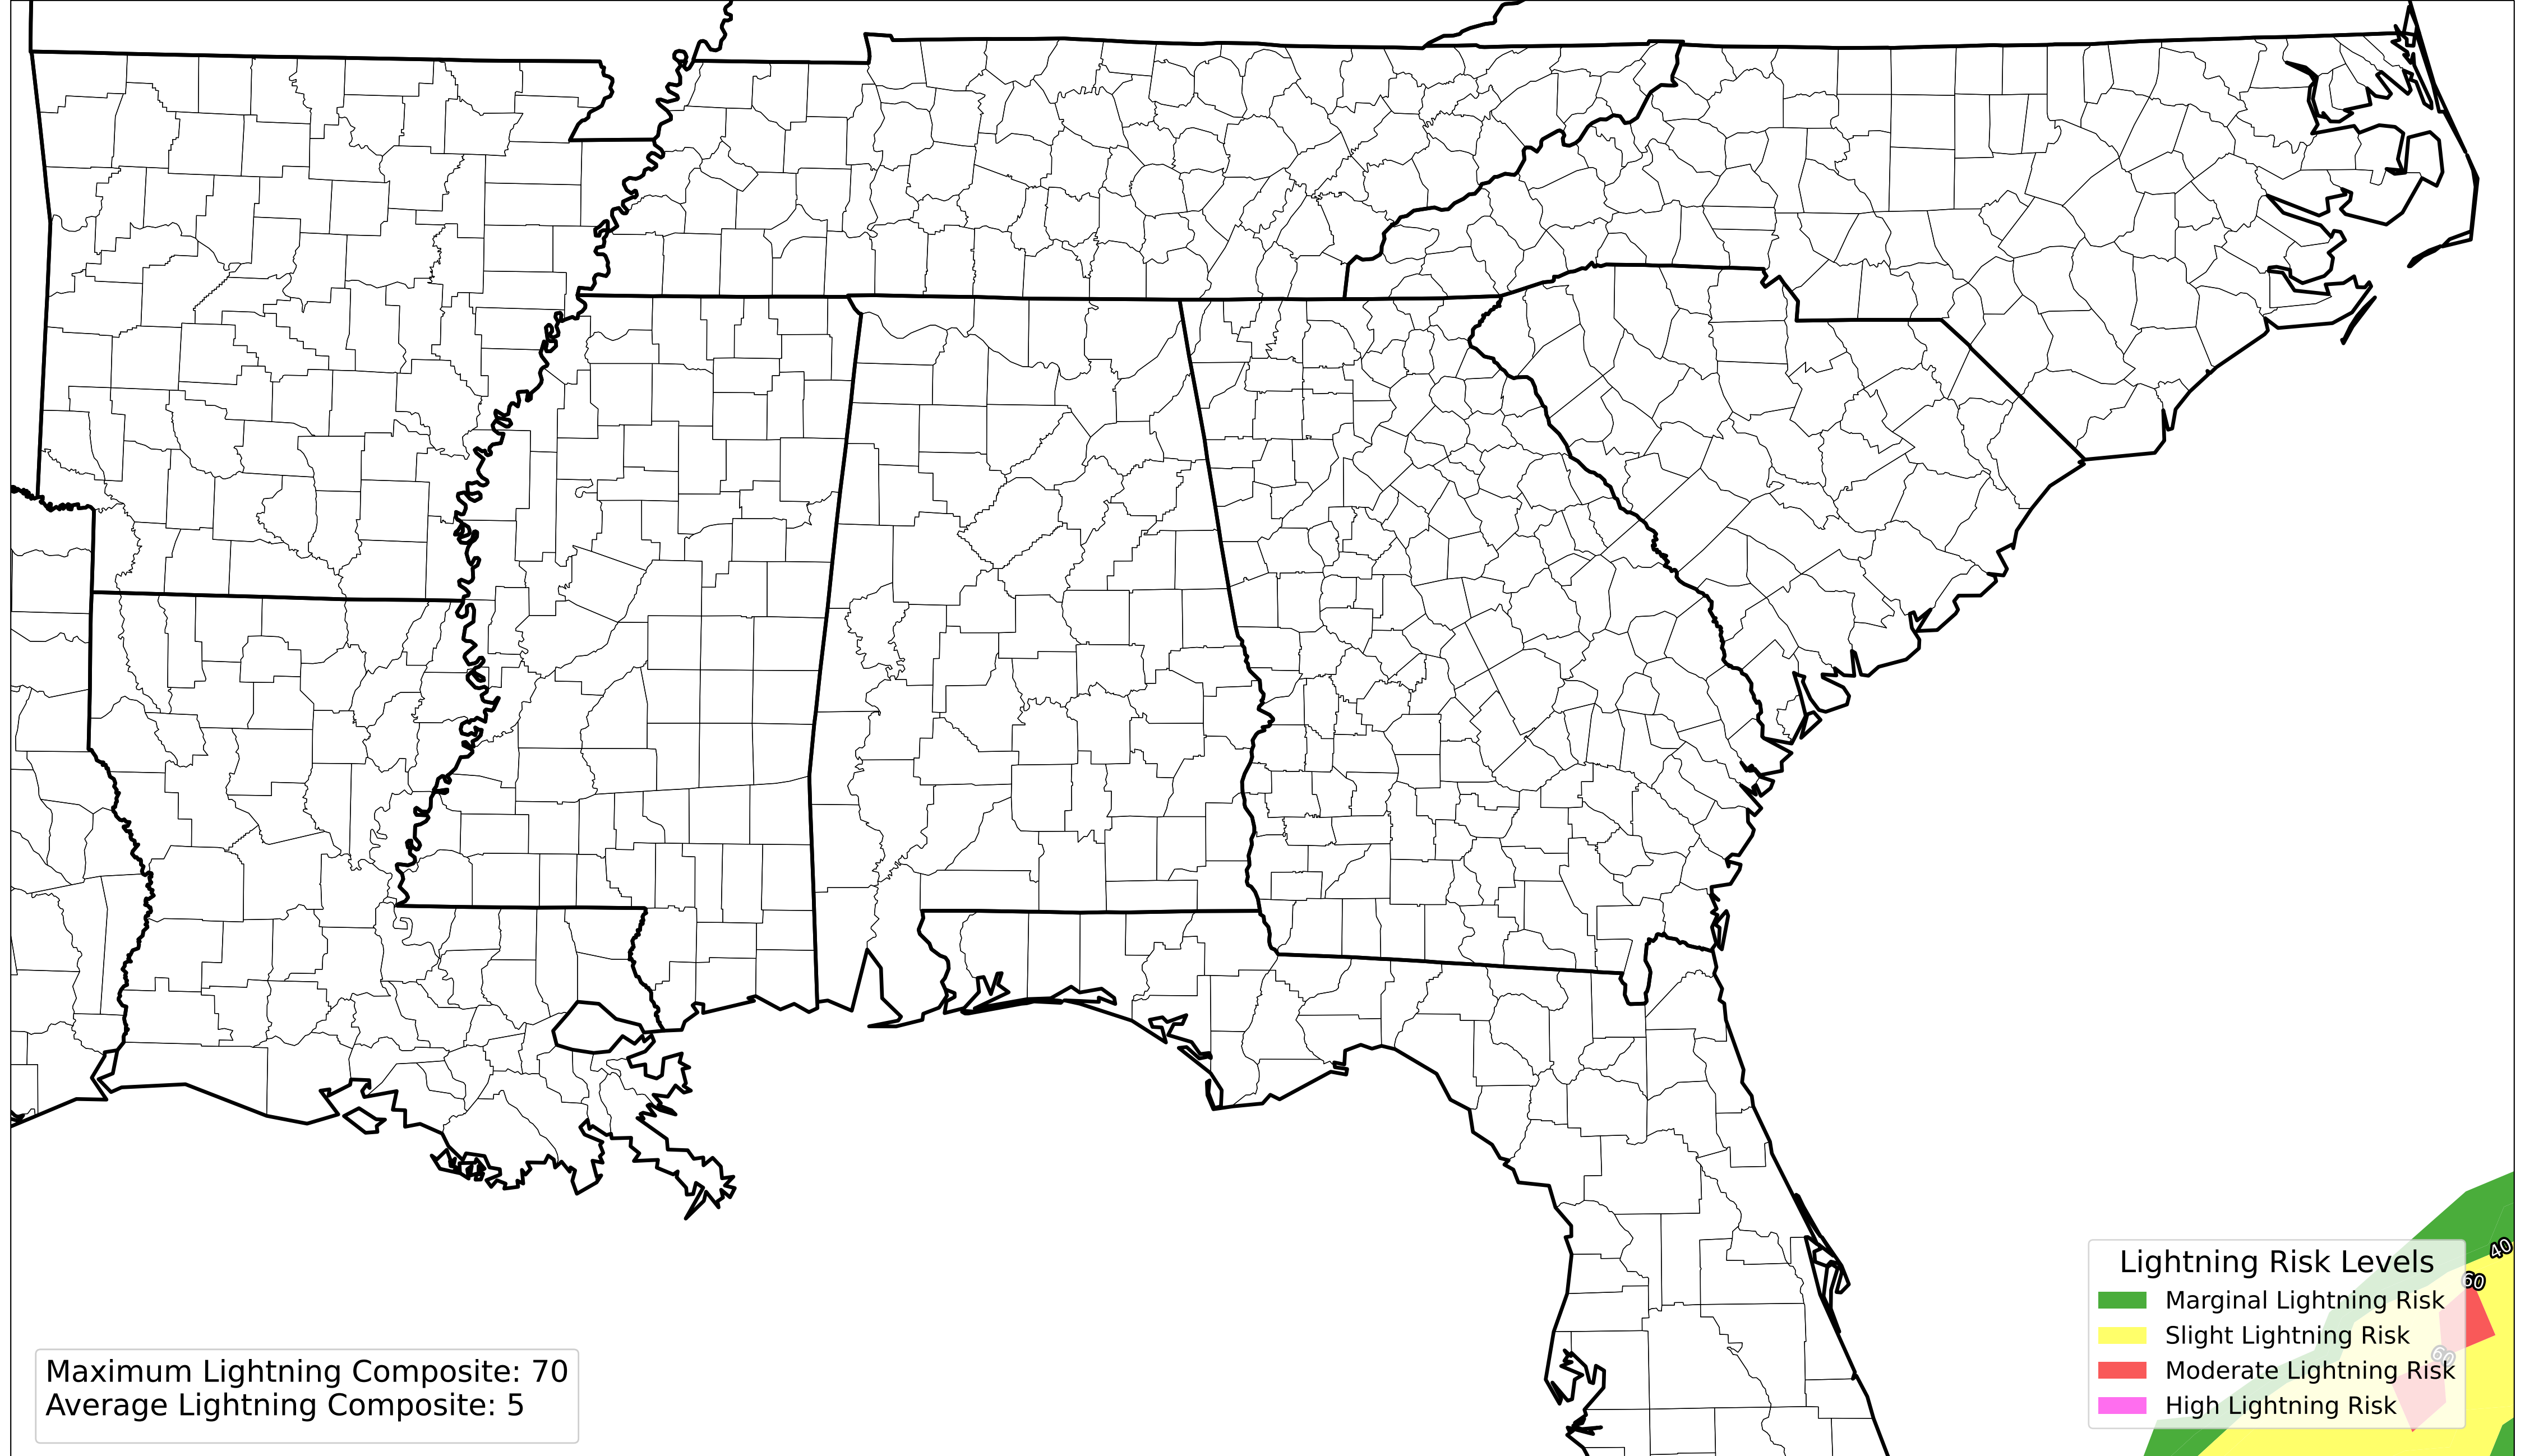 40
60
Lightning Risk Levels
Marginal Lightning Risk
Slight Lightning Risk
60
Moderate Lightning Risk
High Lightning Risk
Maximum Lightning Composite: 70
Average Lightning Composite: 5